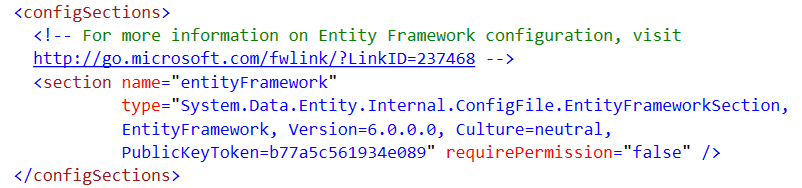 <configSections>
<!-- For more information on Entity Framework configuration, visit
http://go.microsoft.com/fwlink/?LinkID=237468 -->
<section name="entityFramework"
type="System.Data.Entity.Internal.ConfigFile.EntityFrameworkSection,
EntityFramework, Version=6.0.0.0, Culture=neutral,
PublicKeyToken=b77a5c561934e089" requirePermission="false" />
</configSections>